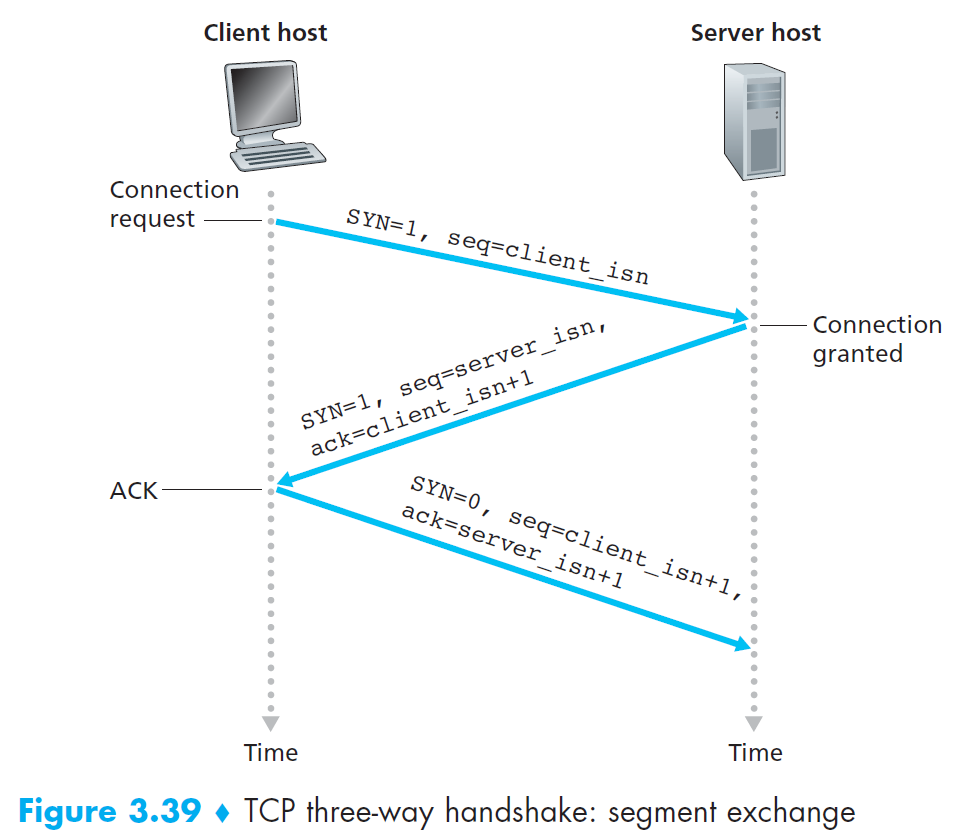 Client host
Server host
Connection
request
SYN=1, seq=client_isn
Connection
granted
SYN=1, seq=server_isn,
ack=client_isn+1
ACK
SYN=0, seq=client_isn+1,
ack=server_isn+1
Time
Time
Figure 3.39 ♦ TCP three-way handshake: segment exchange